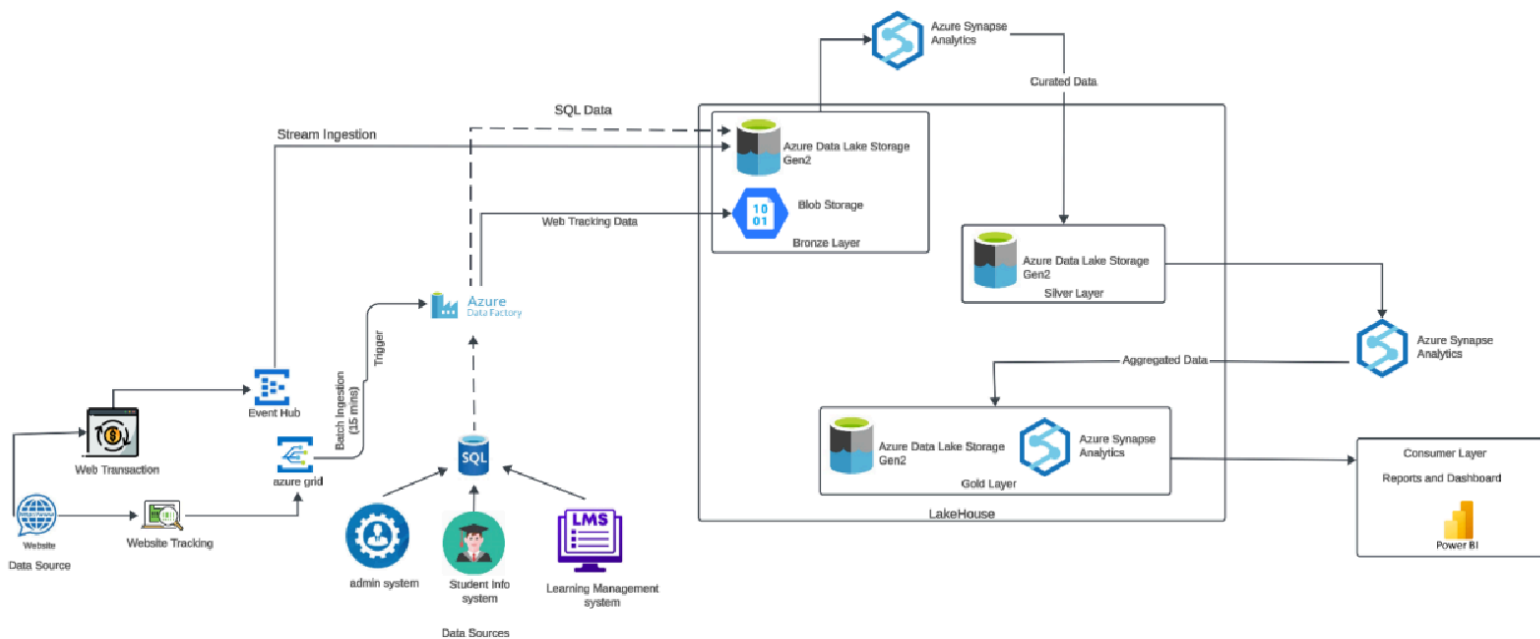 Azure Synapse
Analytics
Curated Data
SQL Data
Stream Ingestion
Azure Data Lake Storage
Gen2
10
01
Blob Storage
Web Tracking Data
Bronze Layer
Azure Data Lake Storage
Gen2
Silver Layer
Azure
Data Factory
Trigger
Batch Ingestion
(15 mins)
Azure Synapse
Analytics
Aggregated Data
Event Hub
Web Transaction
azure grid
SQL
Azure Data Lake Storage
Gen2
Azure Synapse
Analytics
Gold Layer
LakeHouse
Consumer Layer
Reports and Dashboard
Power BI
Website
Data Source
Website Tracking
admin system
Student Info
system
LMS
Learning Management
system
Data Sources